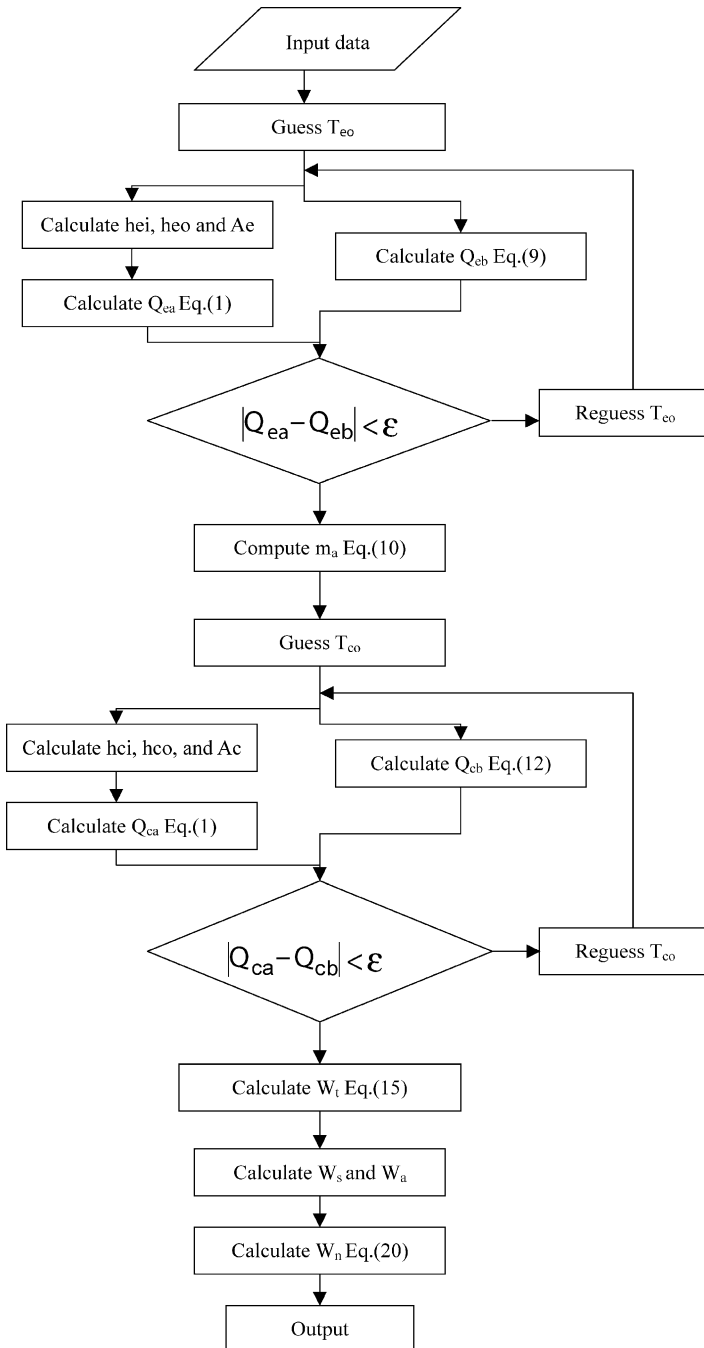 Input data
Guess Teo
Calculate hei, heo and Ae
Calculate Qeb Eq.(9)
Calculate Qea Eq.(1)
|Qea−Qeb|<ε
Reguess Teo
Compute ma Eq.(10)
Guess Tco
Calculate hci, hco, and Ac
Calculate Qcb Eq.(12)
Calculate Qca Eq.(1)
|Qca−Qcb|<ε
Reguess Tco
Calculate Wt Eq.(15)
Calculate Ws and Wa
Calculate Wn Eq.(20)
Output